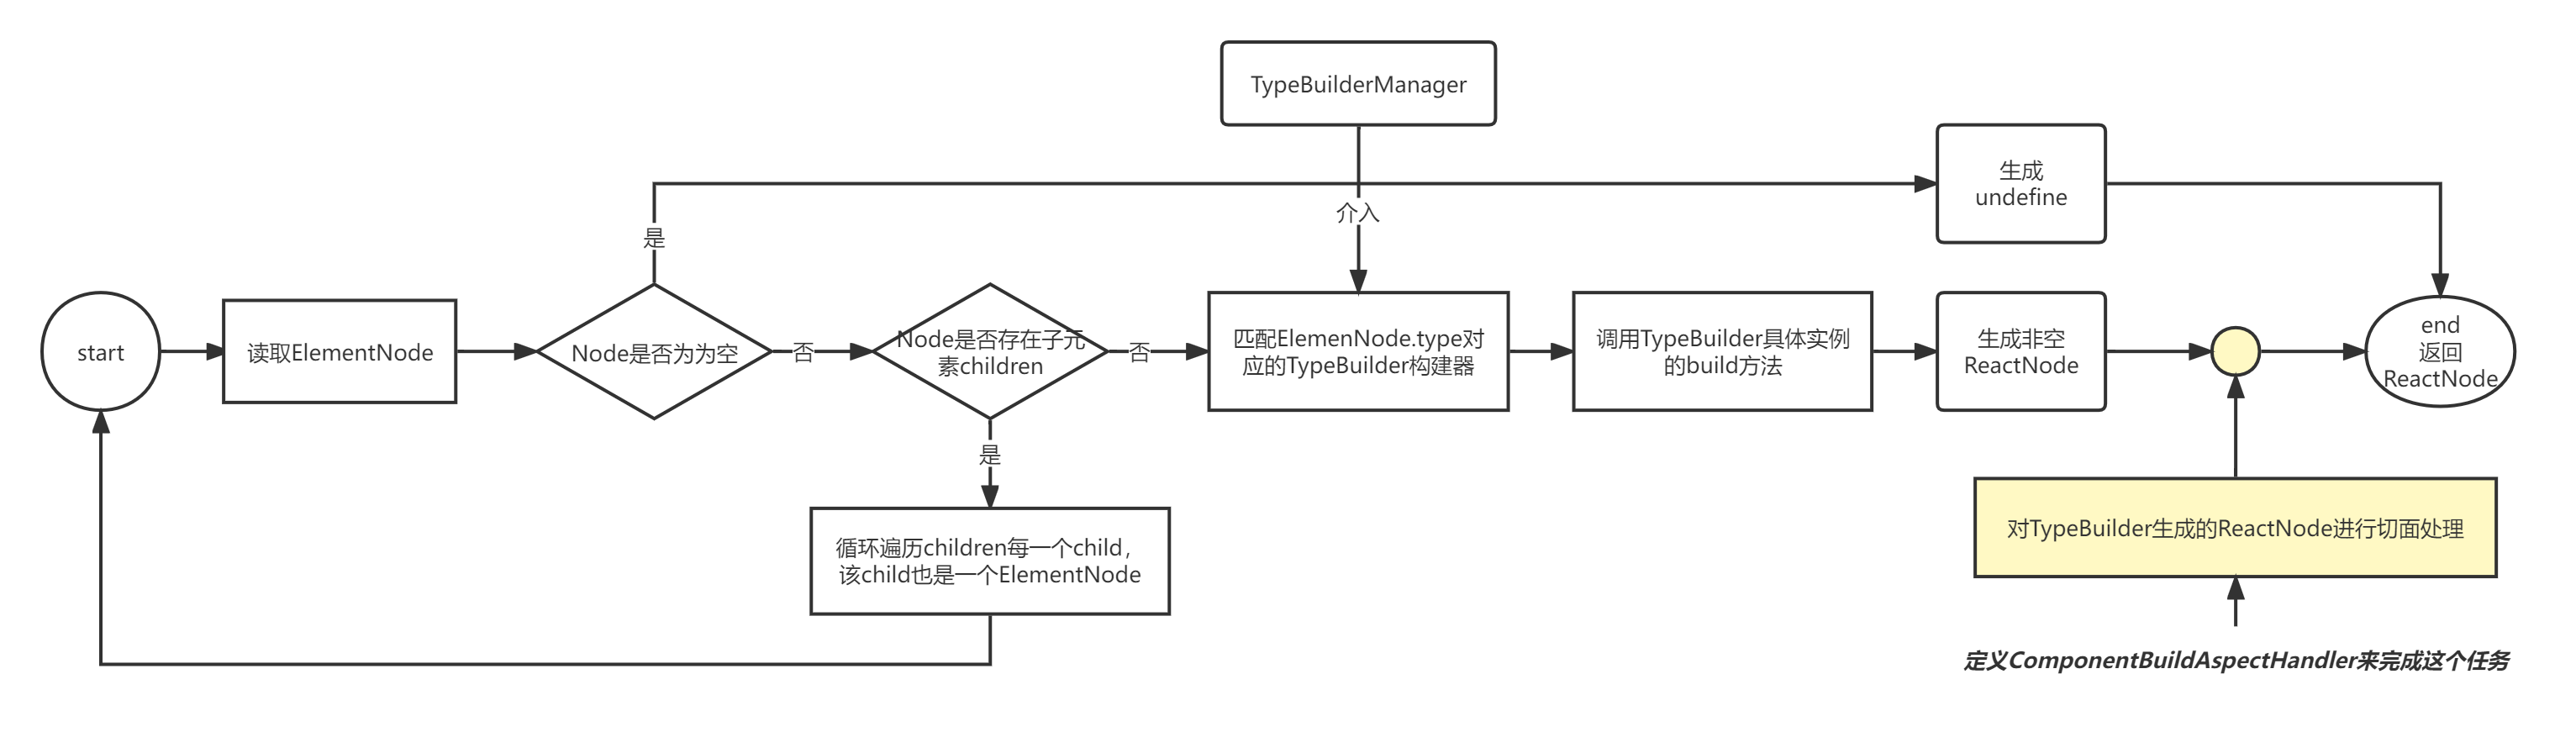 TypeBuilderManager
生成
undefine
介入
是
start
读取ElementNode
Node是否为为空
否
Node是否存在子元
素children
否
匹配ElemenNode.type对
应的TypeBuilder构建器
调用TypeBuilder具体实例
的build方法
生成非空
ReactNode
end
返回
ReactNode
是
循环遍历children每一个child，
该child也是一个ElementNode
对TypeBuilder生成的ReactNode进行切面处理
定义ComponentBuildAspectHandler来完成这个任务